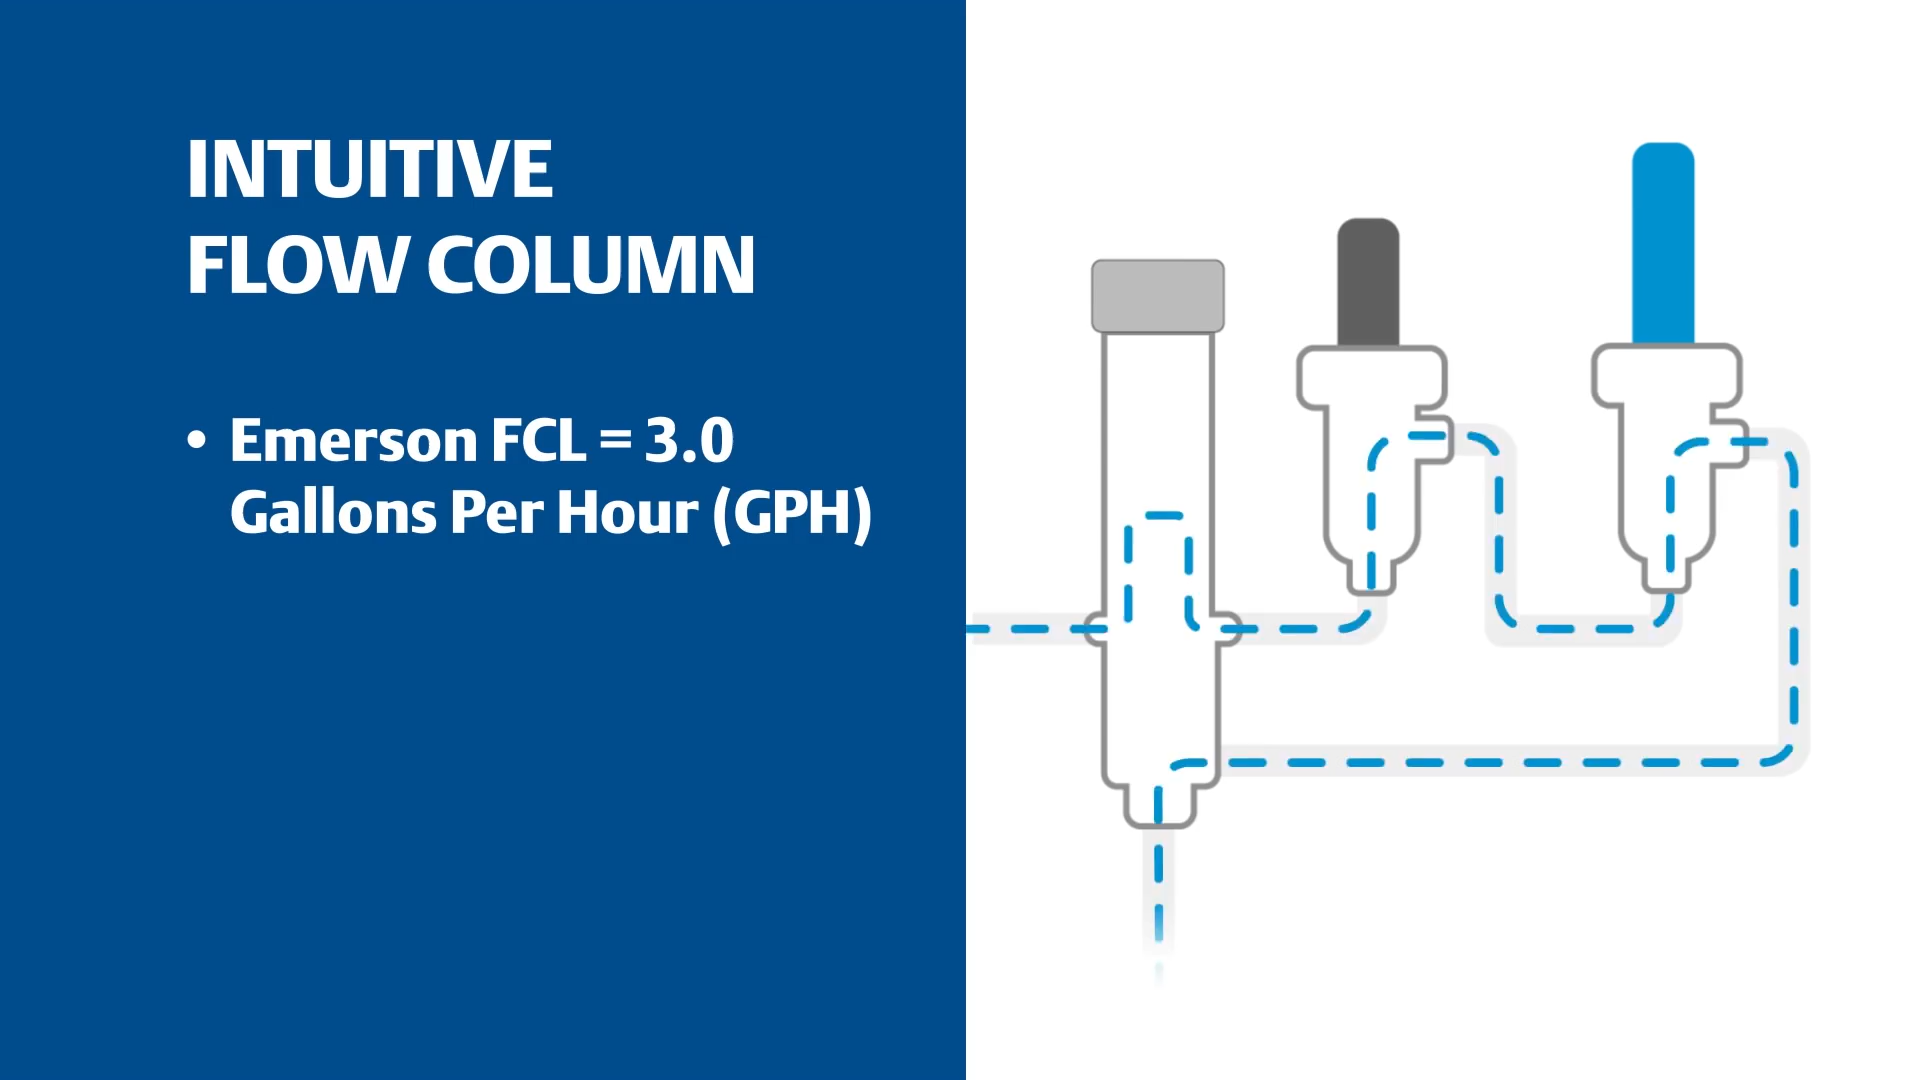 INTUITIVE
FLOW COLUMN
• Emerson FCL = 3.0
Gallons Per Hour (GPH)